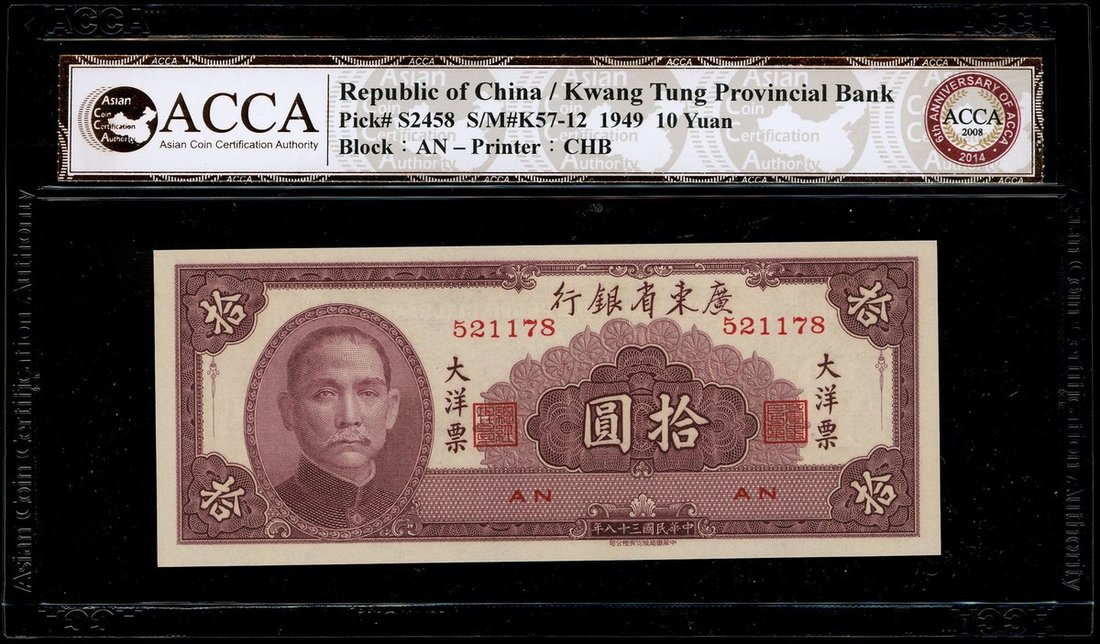 ACCA
Asian Coin Certification Authority
Asian
Coin
Certification
Authority
Republic of China / Kwang Tung Provincial Bank
Pick# S2458 S/M#K57-12 1949 10 Yuan
Block：AN – Printer：CHB
6th ANNIVERSARY OF ACCA
ACCA
2008
2014
行銀省東廣
521178 521178
拾 拾
大洋票 大洋票
圓拾
AN AN
拾 拾
年八十三國民華中